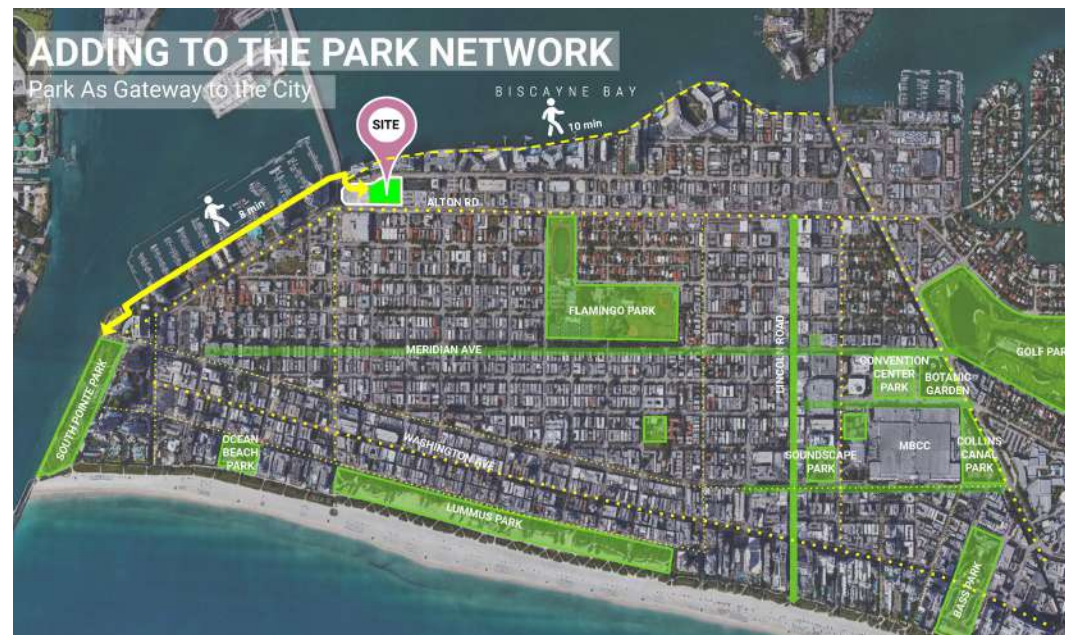 ADDING TO THE PARK NETWORK
Park As Gateway to the City
BISCAYNE BAY
SITE
10 min
8 min
ALTON RD
FLAMINGO PARK
MERIDIAN AVE
LINCOLN ROAD
GOLF PAR
CONVENTION
CENTER
PARK
BOTANIC
GARDEN
SOUTH POINTE PARK
OCEAN
BEACH
PARK
WASHINGTON AVE
SOUNDSCAPE
PARK
MBCC
COLLINS
CANAL
PARK
LUMMUS PARK
BASS PARK